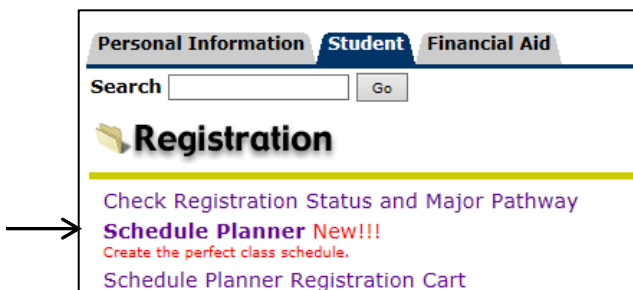 Personal Information Student Financial Aid
Search Go
Registration
Check Registration Status and Major Pathway
Schedule Planner New!!!
Create the perfect class schedule.
Schedule Planner Registration Cart